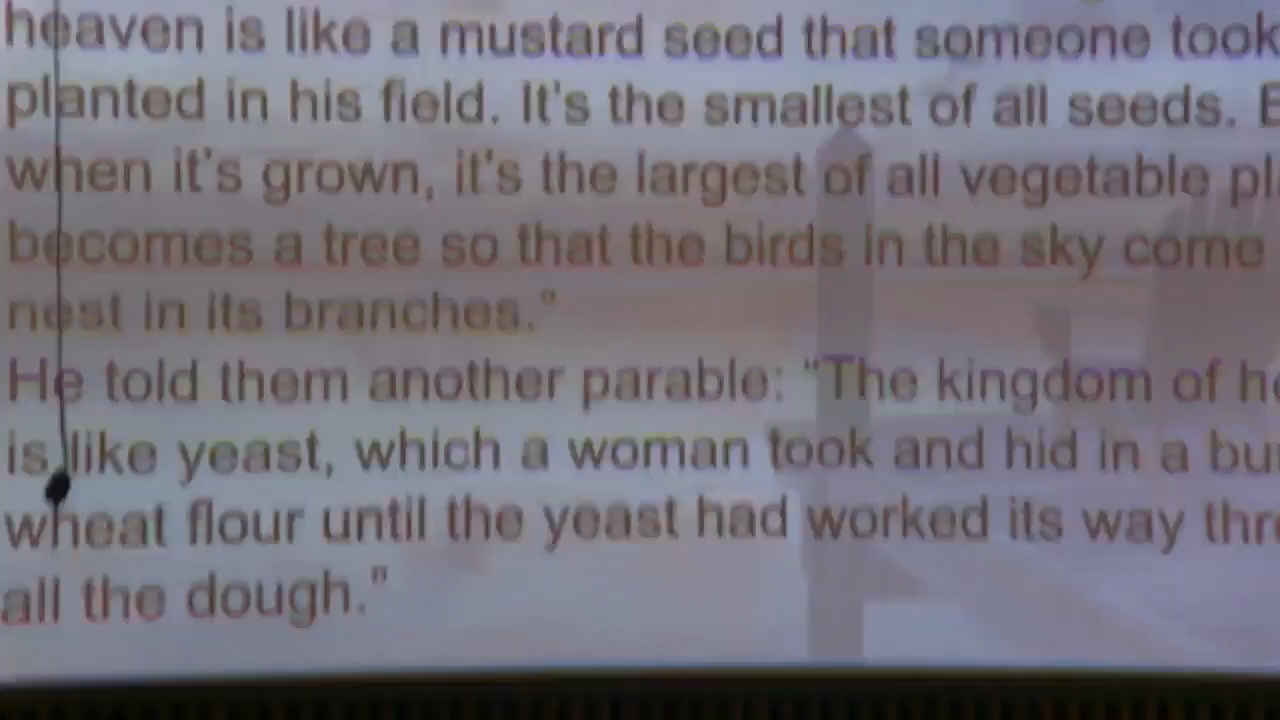 heaven is like a mustard seed that someone took
planted in his field. It's the smallest of all seeds.
when it's grown, it's the largest of all vegetable
becomes a tree so that the birds in the sky come
nest in its branches."
He told them another parable: "The kingdom of
is like yeast, which a woman took and hid in a
wheat flour until the yeast had worked its way
all the dough."